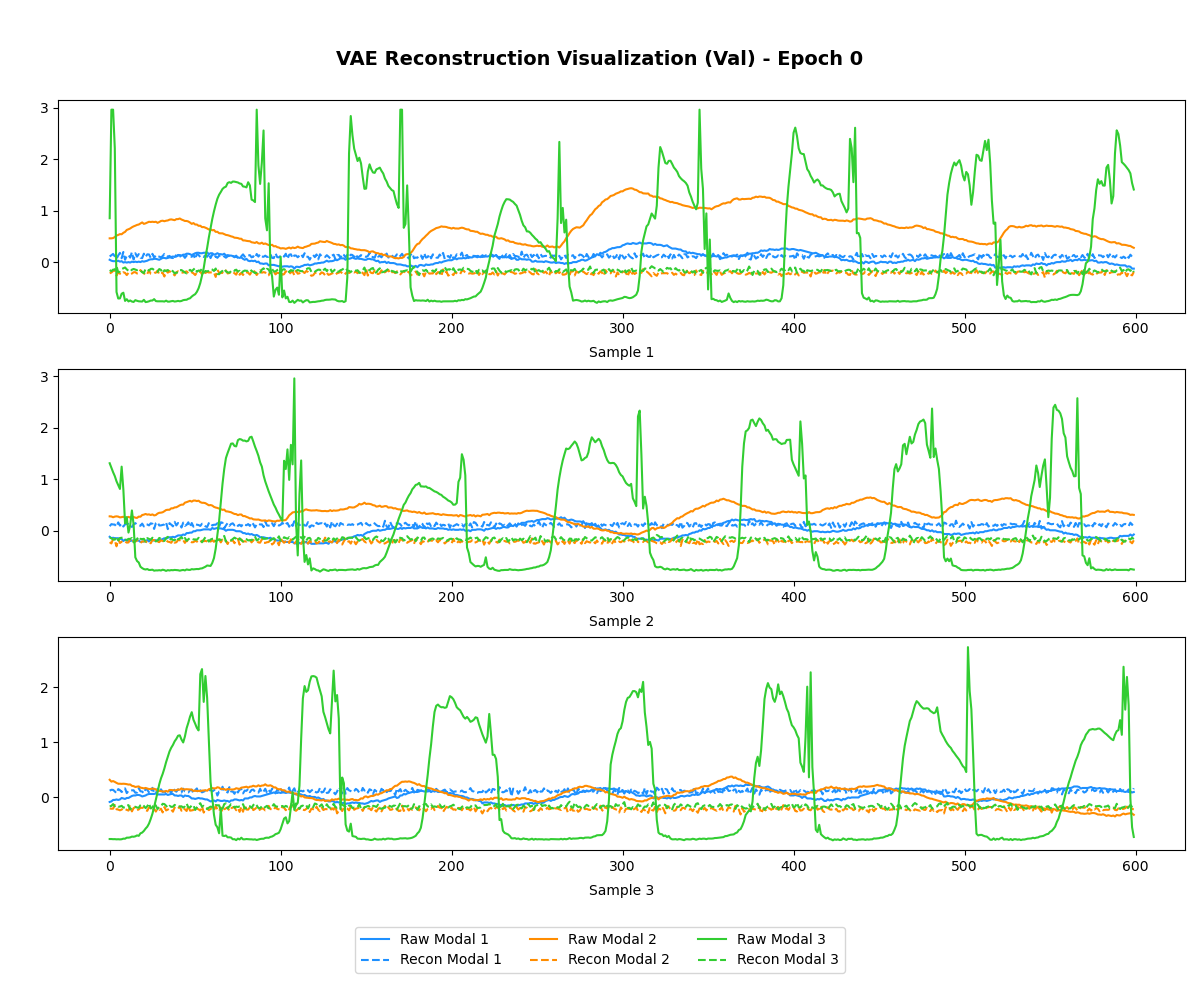 VAE Reconstruction Visualization (Val) - Epoch 0
3
2
1
0
0 100 200 300 400 500 600
Sample 1
3
2
1
0
0 100 200 300 400 500 600
Sample 2
2
1
0
0 100 200 300 400 500 600
Sample 3
Raw Modal 1 Raw Modal 2 Raw Modal 3
Recon Modal 1 Recon Modal 2 Recon Modal 3